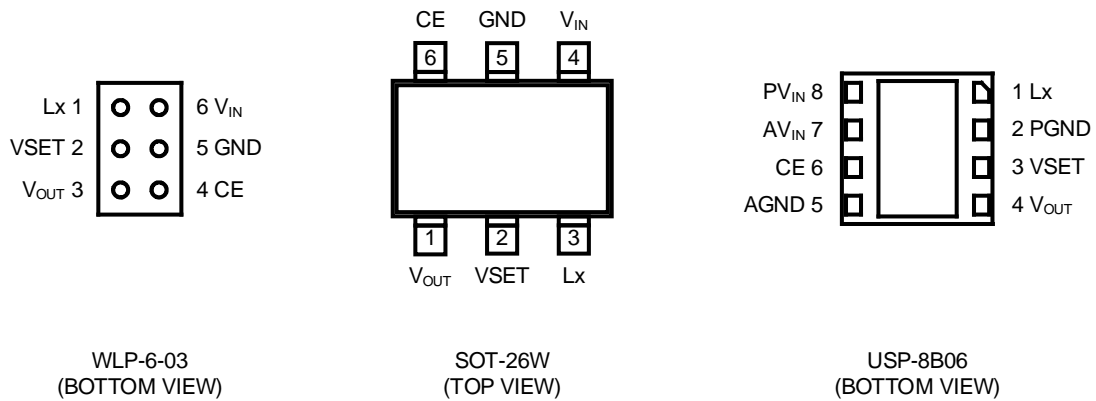 Lx 1
6 VIN
VSET 2
5 GND
VOUT 3
4 CE
WLP-6-03
(BOTTOM VIEW)
CE GND VIN
6 5 4
1 2 3
VOUT VSET Lx
SOT-26W
(TOP VIEW)
PVIN 8
1 Lx
AVIN 7
2 PGND
CE 6
3 VSET
AGND 5
4 VOUT
USP-8B06
(BOTTOM VIEW)